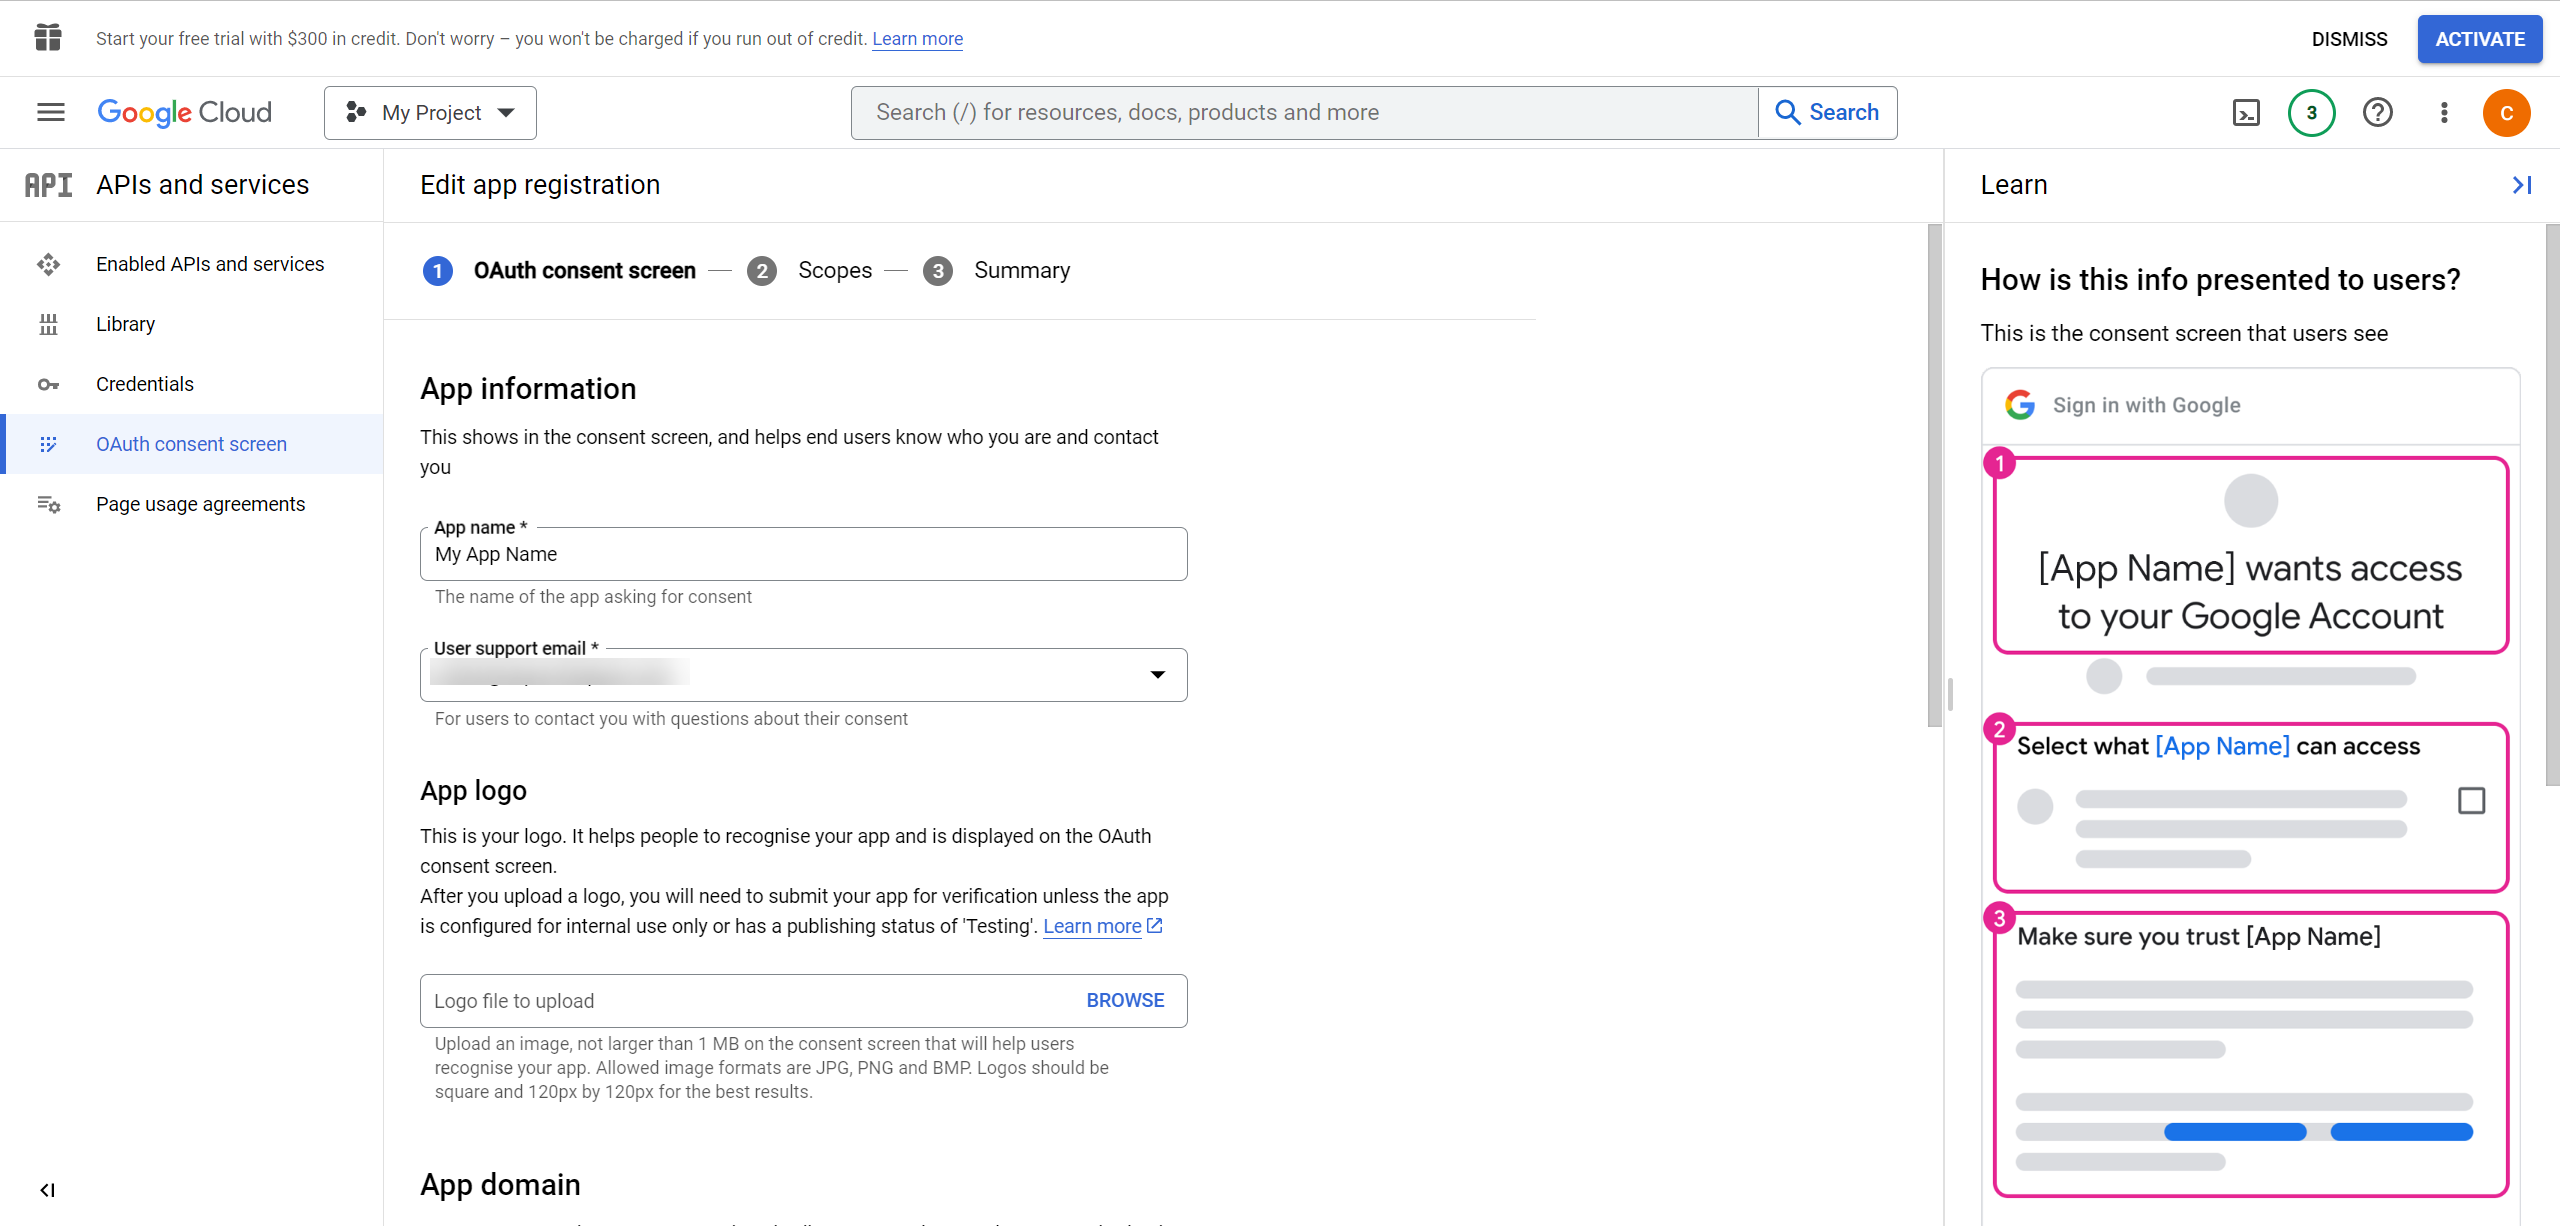 Start your free trial with $300 in credit. Don't worry – you won't be charged if you run out of credit. Learn more
DISMISS
ACTIVATE
Google Cloud
My Project
Search (/) for resources, docs, products and more
Search
3
C
API APIs and services
Enabled APIs and services
Library
Credentials
OAuth consent screen
Page usage agreements
Edit app registration
1 OAuth consent screen — 2 Scopes — 3 Summary
App information
This shows in the consent screen, and helps end users know who you are and contact
you
App name *
My App Name
The name of the app asking for consent
User support email *
For users to contact you with questions about their consent
App logo
This is your logo. It helps people to recognise your app and is displayed on the OAuth
consent screen.
After you upload a logo, you will need to submit your app for verification unless the app
is configured for internal use only or has a publishing status of 'Testing'. Learn more
Logo file to upload
BROWSE
Upload an image, not larger than 1 MB on the consent screen that will help users
recognise your app. Allowed image formats are JPG, PNG and BMP. Logos should be
square and 120px by 120px for the best results.
App domain
Learn
How is this info presented to users?
This is the consent screen that users see
G Sign in with Google
1
[App Name] wants access
to your Google Account
2
Select what [App Name] can access
3
Make sure you trust [App Name]